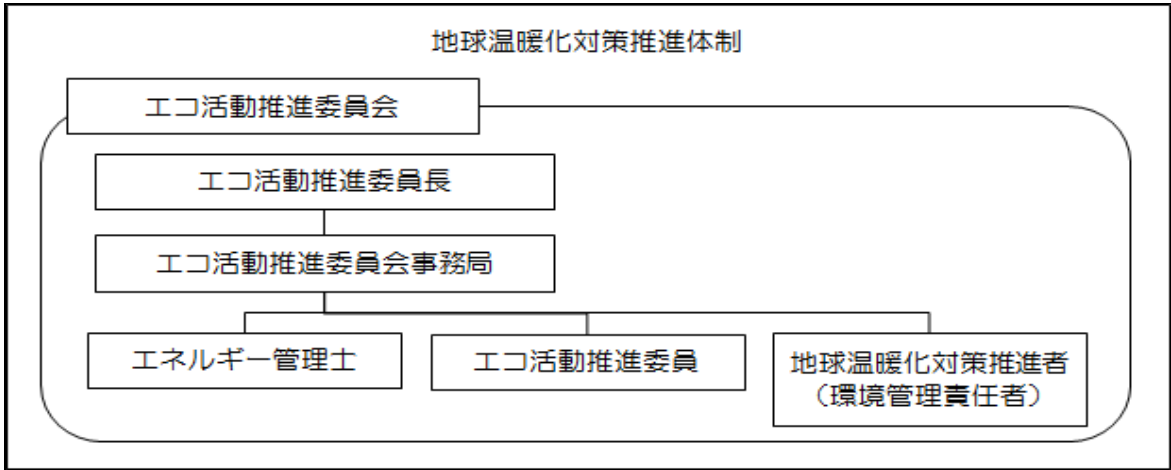 地球温暖化対策推進体制
エコ活動推進委員会
エコ活動推進委員長
エコ活動推進委員会事務局
エネルギー管理士
エコ活動推進委員
地球温暖化対策推進者
（環境管理責任者）